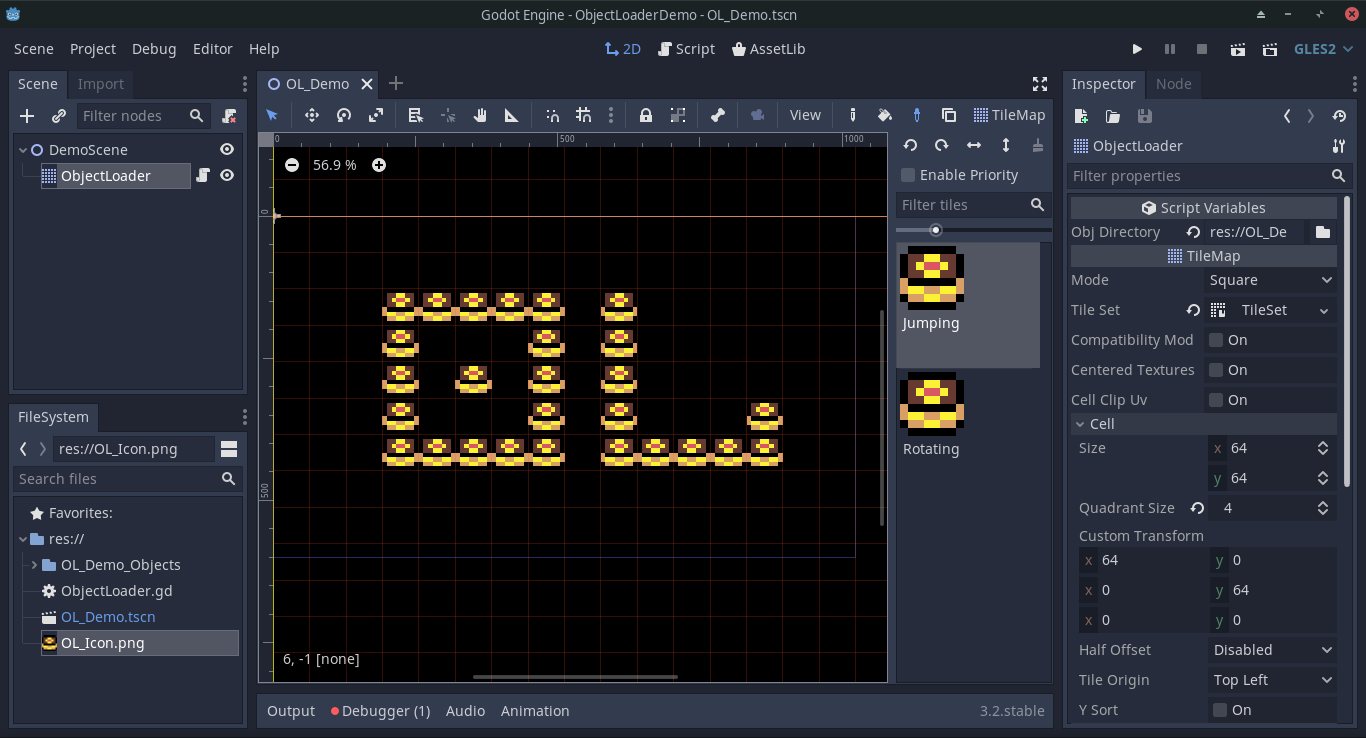 Godot Engine - ObjectLoaderDemo - OL_Demo.tscn
Scene Project Debug Editor Help
2D Script AssetLib
GLES2
Scene Import
Filter nodes
DemoScene
ObjectLoader
FileSystem
res://OL_Icon.png
Search files
Favorites:
res://
OL_Demo_Objects
ObjectLoader.gd
OL_Demo.tscn
OL_Icon.png
OL_Demo
View
TileMap
0 500 1000
56.9 %
0
500
6, -1 [none]
Enable Priority
Filter tiles
Jumping
Rotating
Output Debugger (1) Audio Animation
3.2.stable
Inspector Node
ObjectLoader
Filter properties
Script Variables
Obj Directory res://OL_De
TileMap
Mode Square
Tile Set TileSet
Compatibility Mod On
Centered Textures On
Cell Clip Uv On
Cell
Size x 64
y 64
Quadrant Size 4
Custom Transform
x 64 y 0
x 0 y 64
x 0 y 0
Half Offset Disabled
Tile Origin Top Left
Y Sort On